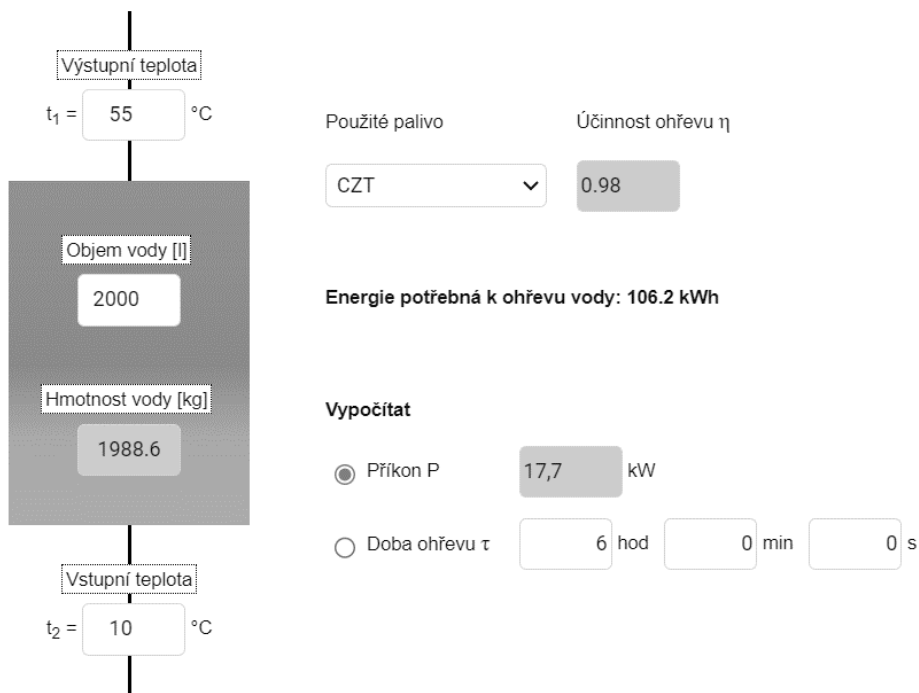 Výstupní teplota
t₁ = 55 °C
Použité palivo Účinnost ohřevu η
CZT 0.98
Objem vody [l]
2000
Energie potřebná k ohřevu vody: 106.2 kWh
Hmotnost vody [kg]
1988.6
Vypočítat
Příkon P 17,7 kW
Doba ohřevu τ 6 hod 0 min 0 s
Vstupní teplota
t₂ = 10 °C